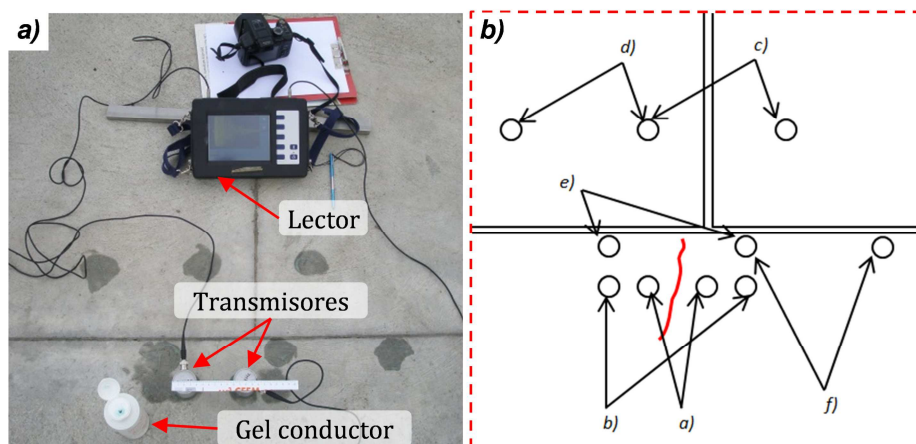 a)
Lector
Transmisores
Gel conductor
b)
d)
c)
e)
b)
a)
f)